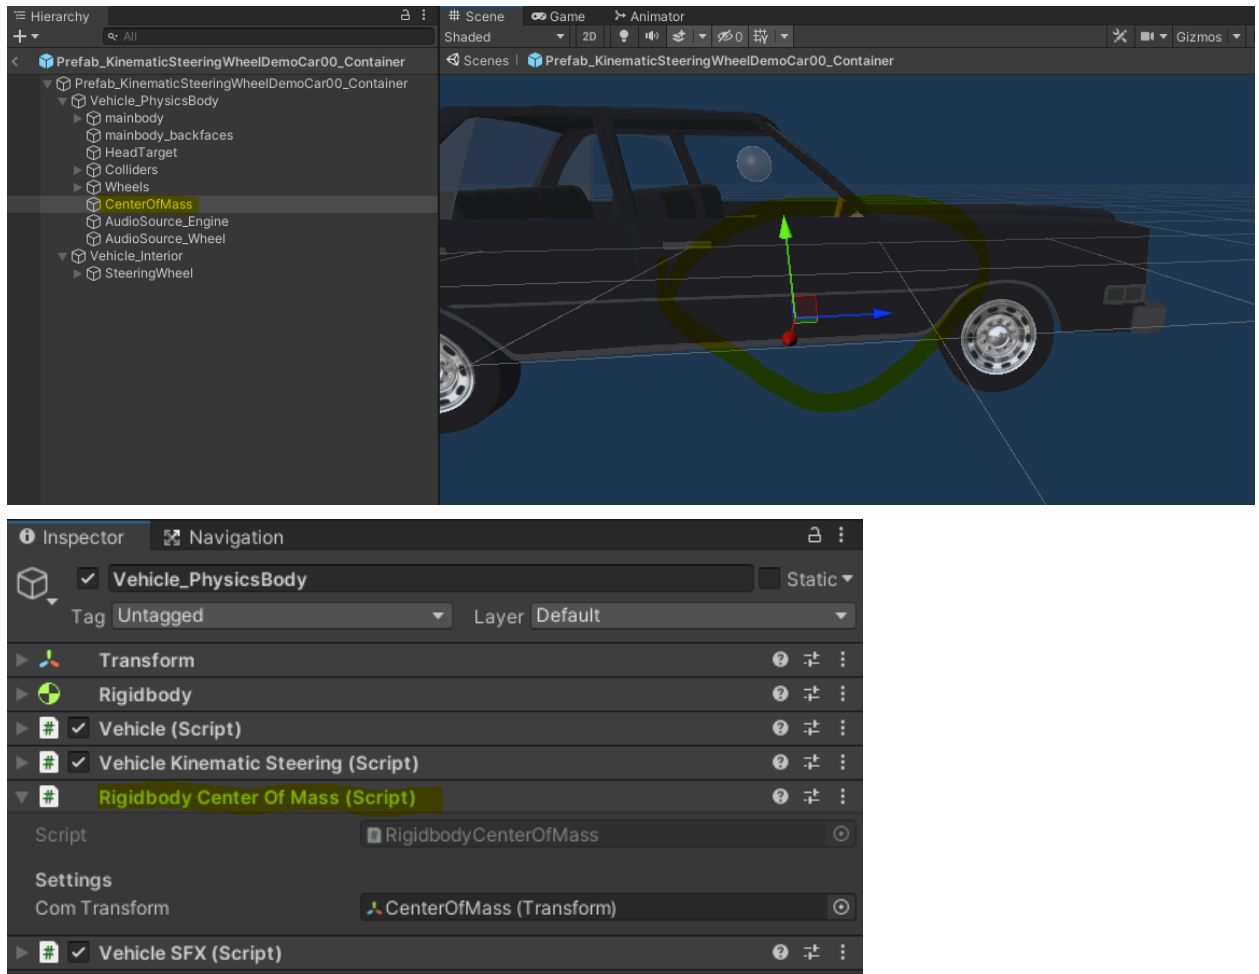 Hierarchy
All
Prefab_KinematicSteeringWheelDemoCar00_Container
Prefab_KinematicSteeringWheelDemoCar00_Container
Vehicle_PhysicsBody
mainbody
mainbody_backfaces
HeadTarget
Colliders
Wheels
CenterOfMass
AudioSource_Engine
AudioSource_Wheel
Vehicle_Interior
SteeringWheel
Scene Game Animator
Shaded 2D 0 Gizmos
Scenes | Prefab_KinematicSteeringWheelDemoCar00_Container
Inspector Navigation
Vehicle_PhysicsBody Static
Tag Untagged Layer Default
Transform
Rigidbody
# Vehicle (Script)
# Vehicle Kinematic Steering (Script)
# Rigidbody Center Of Mass (Script)
Script RigidbodyCenterOfMass
Settings
Com Transform CenterOfMass (Transform)
# Vehicle SFX (Script)